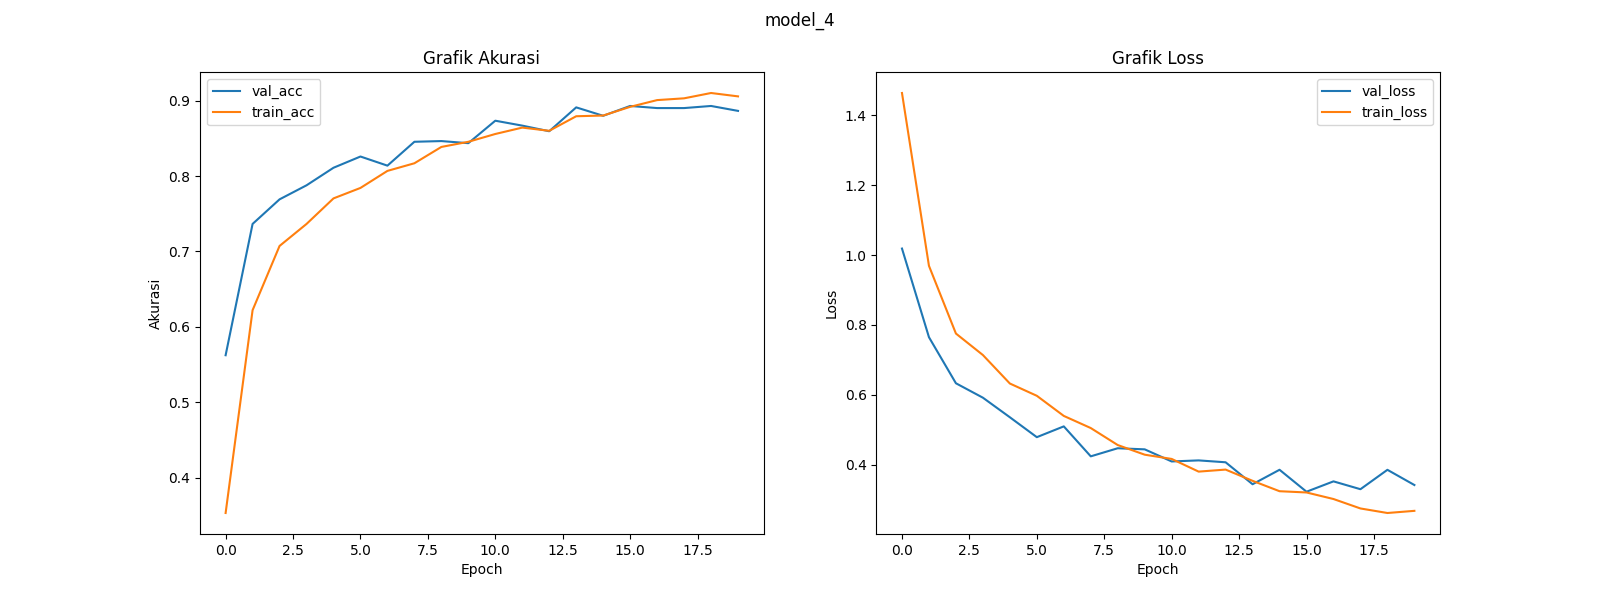 model_4
Grafik Akurasi
val_acc
train_acc
0.9
0.8
0.7
0.6
0.5
0.4
Akurasi
0.0 2.5 5.0 7.5 10.0 12.5 15.0 17.5
Epoch
Grafik Loss
val_loss
train_loss
1.4
1.2
1.0
0.8
0.6
0.4
Loss
0.0 2.5 5.0 7.5 10.0 12.5 15.0 17.5
Epoch